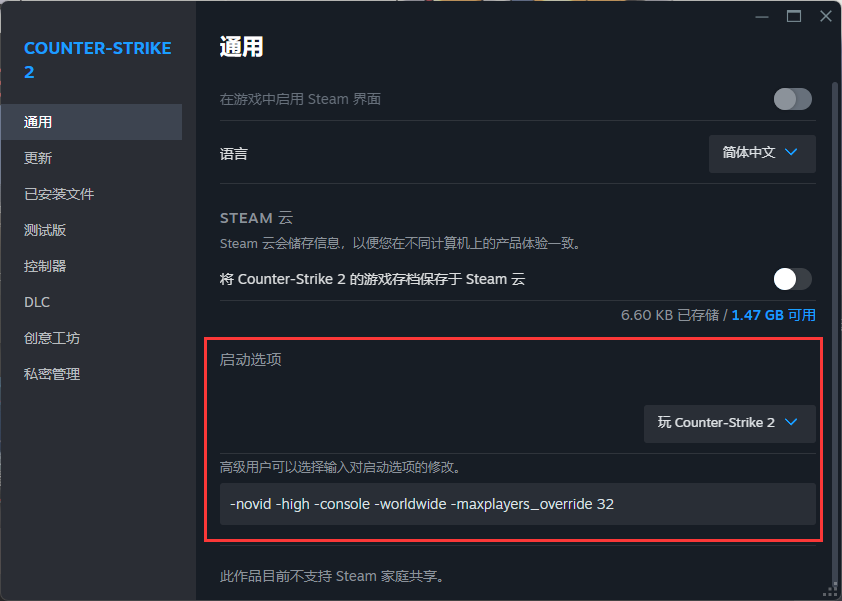 COUNTER-STRIKE
2
通用
更新
已安装文件
测试版
控制器
DLC
创意工坊
私密管理
通用
在游戏中启用 Steam 界面
语言
简体中文
STEAM 云
Steam 云会储存信息，以便您在不同计算机上的产品体验一致。
将 Counter-Strike 2 的游戏存档保存于 Steam 云
6.60 KB 已存储 / 1.47 GB 可用
启动选项
玩 Counter-Strike 2
高级用户可以选择输入对启动选项的修改。
-novid -high -console -worldwide -maxplayers_override 32
此作品目前不支持 Steam 家庭共享。